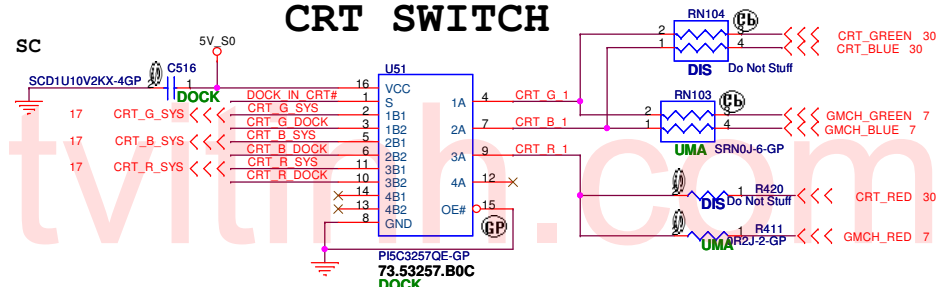 CRT SWITCH
SC
5V_S0
SCD1U10V2KX-4GP
C516
2 1
DOCK
U51
DOCK_IN_CRT#
17 CRT_G_SYS
CRT_G_SYS
CRT_G_DOCK
17 CRT_B_SYS
CRT_B_SYS
CRT_B_DOCK
17 CRT_R_SYS
CRT_R_SYS
CRT_R_DOCK
16 VCC
1 S
2 1B1
3 1B2
5 2B1
6 2B2
11 3B1
10 3B2
14 4B1
13 4B2
8 GND
1A 4 CRT_G_1
2A 7 CRT_B_1
3A 9 CRT_R_1
4A 12
OE# 15
GP
PI5C3257QE-GP
73.53257.B0C
DOCK
RN104
2 3 CRT_GREEN 30
1 4 CRT_BLUE 30
DIS Do Not Stuff
RN103
2 3 GMCH_GREEN 7
1 4 GMCH_BLUE 7
UMA SRN0J-6-GP
1 R420 CRT_RED 30
DIS Do Not Stuff
1 R411 GMCH_RED 7
UMA 0R2J-2-GP
tvitinh.com